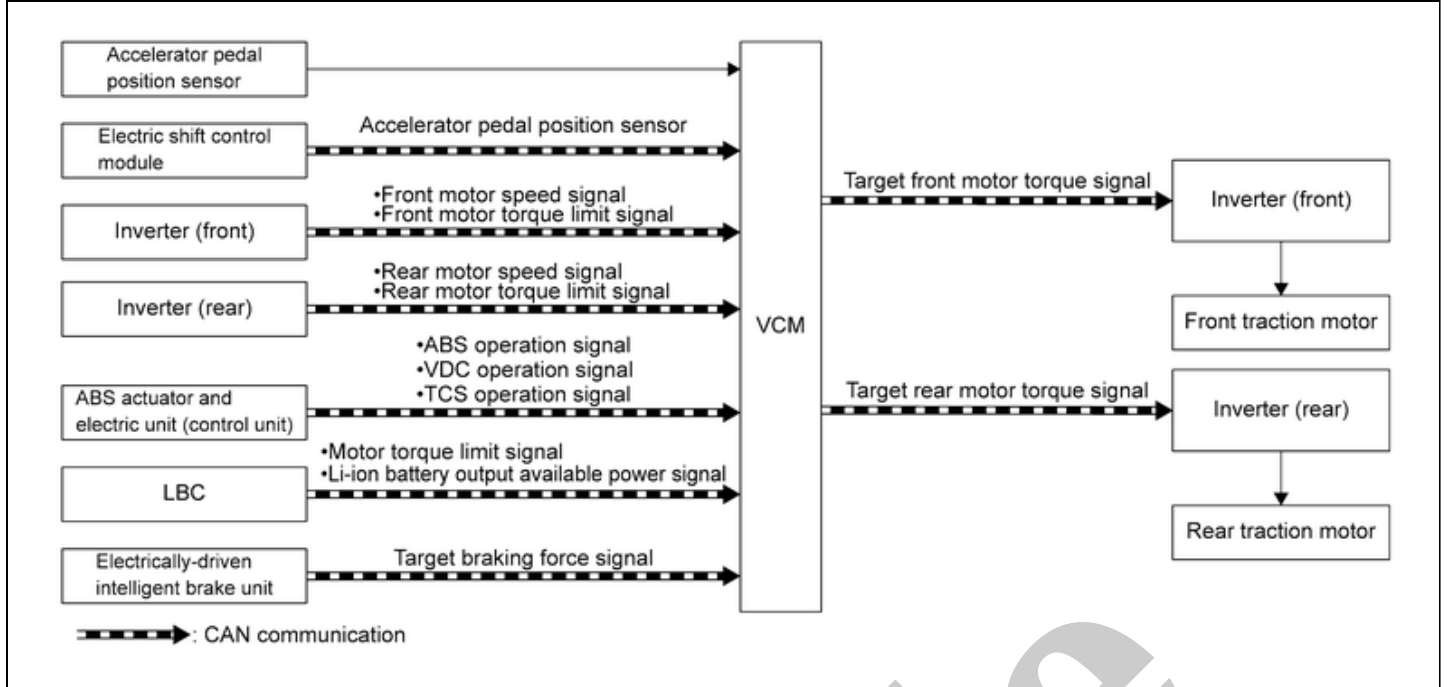 Accelerator pedal
position sensor
Electric shift control
module
Accelerator pedal position sensor
Inverter (front)
•Front motor speed signal
•Front motor torque limit signal
Inverter (rear)
•Rear motor speed signal
•Rear motor torque limit signal
ABS actuator and
electric unit (control unit)
•ABS operation signal
•VDC operation signal
•TCS operation signal
LBC
•Motor torque limit signal
•Li-ion battery output available power signal
Electrically-driven
intelligent brake unit
Target braking force signal
VCM
Target front motor torque signal
Inverter (front)
Front traction motor
Target rear motor torque signal
Inverter (rear)
Rear traction motor
: CAN communication